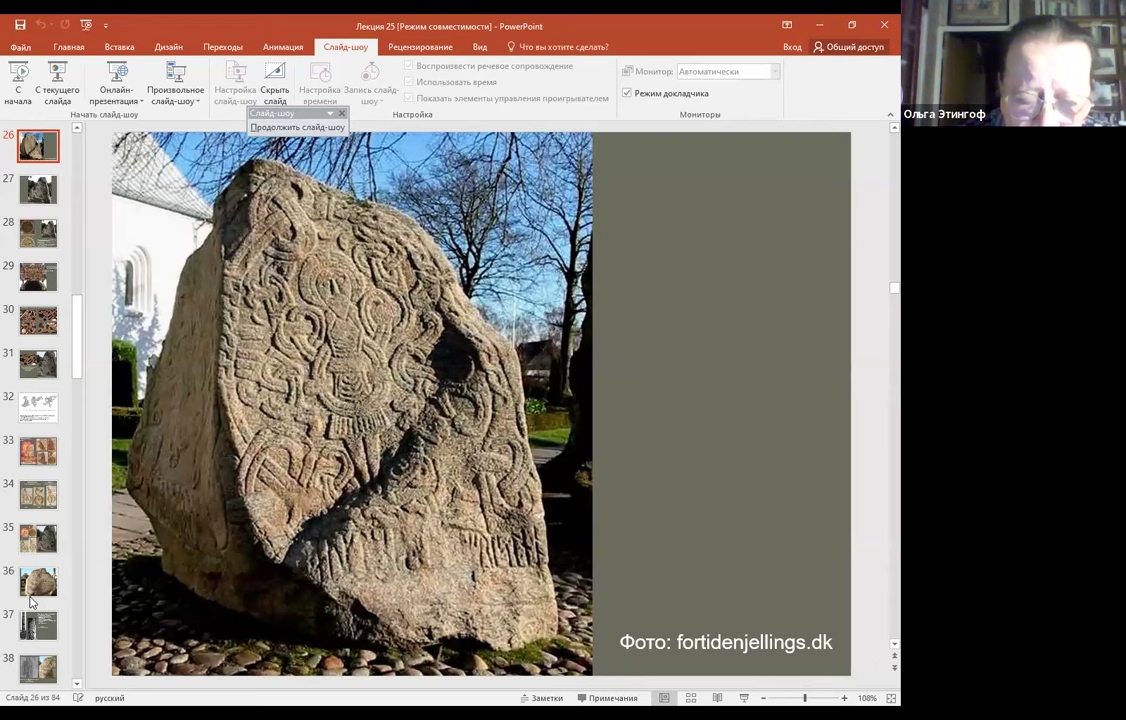 Лекция 25 [Режим совместимости] - PowerPoint
Файл
Главная
Вставка
Дизайн
Переходы
Анимация
Слайд-шоу
Рецензирование
Вид
Что вы хотите сделать?
Вход
Общий доступ
С начала
С текущего слайда
Онлайн-презентация
Произвольное слайд-шоу
Начать слайд-шоу
Настройка слайд-шоу
Скрыть слайд
Настройка времени
Запись слайд-шоу
Воспроизвести речевое сопровождение
Использовать время
Показать элементы управления проигрывателем
Настройка
Монитор:
Автоматически
Режим докладчика
Мониторы
Слайд-шоу
Продолжить слайд-шоу
26
27
28
29
30
31
32
33
34
35
36
37
38
Фото: fortidenjellings.dk
Слайд 26 из 84
русский
Заметки
Примечания
108%
Ольга Этингоф